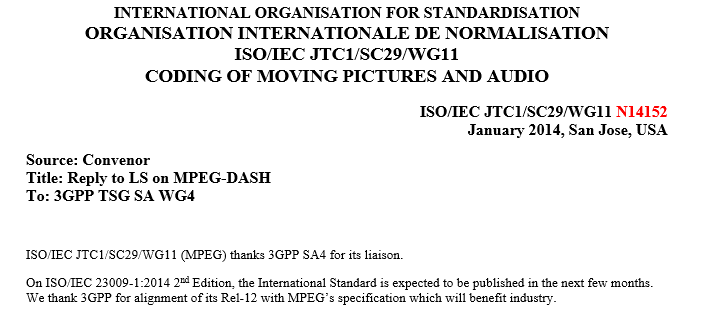 INTERNATIONAL ORGANISATION FOR STANDARDISATION
ORGANISATION INTERNATIONALE DE NORMALISATION
ISO/IEC JTC1/SC29/WG11
CODING OF MOVING PICTURES AND AUDIO
ISO/IEC JTC1/SC29/WG11 N14152
January 2014, San Jose, USA
Source: Convenor
Title: Reply to LS on MPEG-DASH
To: 3GPP TSG SA WG4
ISO/IEC JTC1/SC29/WG11 (MPEG) thanks 3GPP SA4 for its liaison.
On ISO/IEC 23009-1:2014 2nd Edition, the International Standard is expected to be published in the next few months.
We thank 3GPP for alignment of its Rel-12 with MPEG’s specification which will benefit industry.